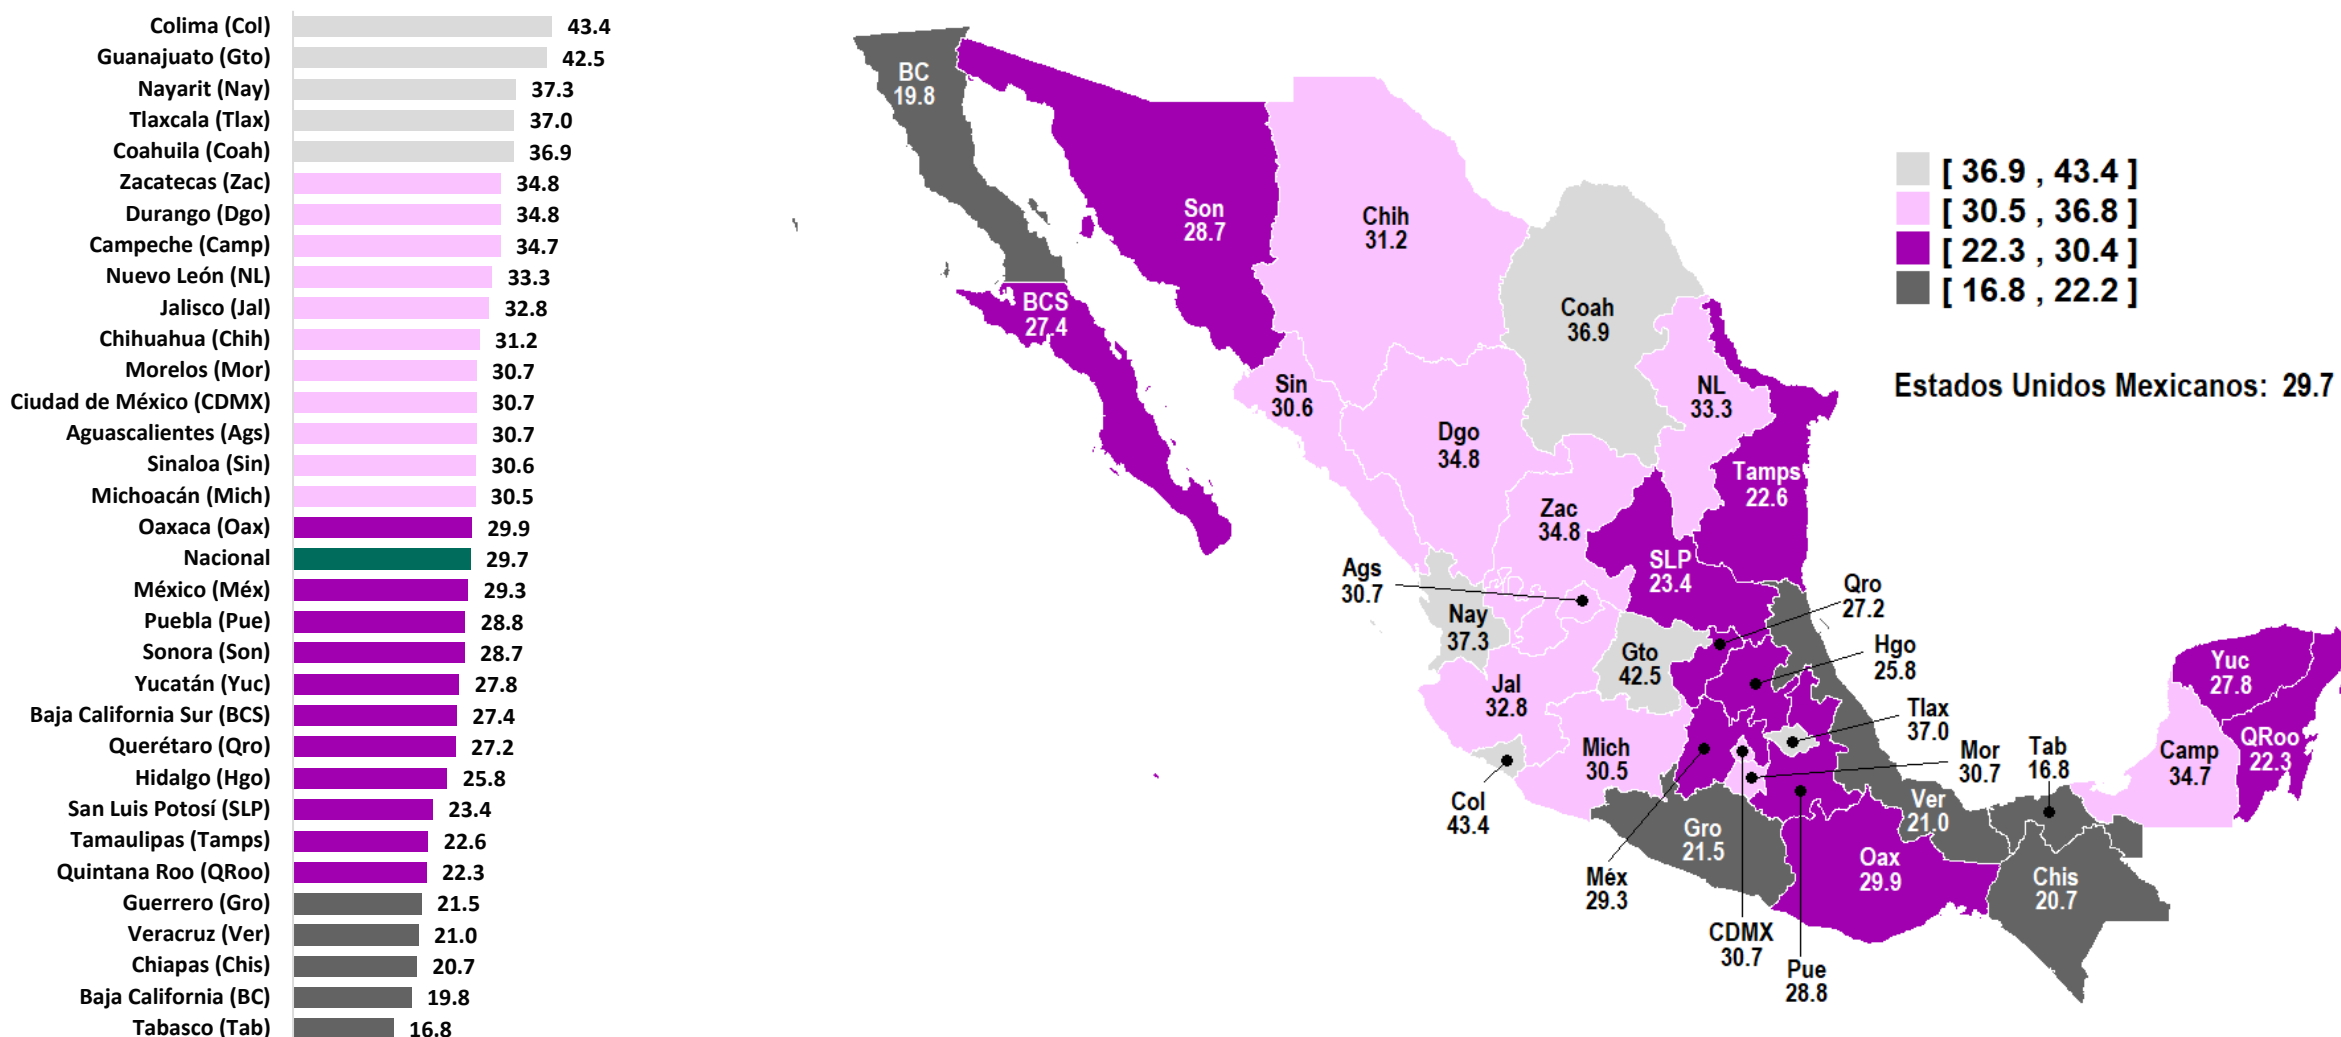 Colima (Col) 43.4
Guanajuato (Gto) 42.5
Nayarit (Nay) 37.3
Tlaxcala (Tlax) 37.0
Coahuila (Coah) 36.9
Zacatecas (Zac) 34.8
Durango (Dgo) 34.8
Campeche (Camp) 34.7
Nuevo León (NL) 33.3
Jalisco (Jal) 32.8
Chihuahua (Chih) 31.2
Morelos (Mor) 30.7
Ciudad de México (CDMX) 30.7
Aguascalientes (Ags) 30.7
Sinaloa (Sin) 30.6
Michoacán (Mich) 30.5
Oaxaca (Oax) 29.9
Nacional 29.7
México (Méx) 29.3
Puebla (Pue) 28.8
Sonora (Son) 28.7
Yucatán (Yuc) 27.8
Baja California Sur (BCS) 27.4
Querétaro (Qro) 27.2
Hidalgo (Hgo) 25.8
San Luis Potosí (SLP) 23.4
Tamaulipas (Tamps) 22.6
Quintana Roo (QRoo) 22.3
Guerrero (Gro) 21.5
Veracruz (Ver) 21.0
Chiapas (Chis) 20.7
Baja California (BC) 19.8
Tabasco (Tab) 16.8
BC
19.8
Son
28.7
Chih
31.2
BCS
27.4
Coah
36.9
Sin
30.6
NL
33.3
Dgo
34.8
Tamps
22.6
Zac
34.8
SLP
23.4
Ags
30.7
Qro
27.2
Nay
37.3
Gto
42.5
Hgo
25.8
Yuc
27.8
Jal
32.8
Tlax
37.0
Mich
30.5
Mor
30.7
Tab
16.8
Camp
34.7
QRoo
22.3
Col
43.4
Gro
21.5
Ver
21.0
Méx
29.3
Oax
29.9
Chis
20.7
CDMX
30.7
Pue
28.8
[ 36.9 , 43.4 ]
[ 30.5 , 36.8 ]
[ 22.3 , 30.4 ]
[ 16.8 , 22.2 ]
Estados Unidos Mexicanos: 29.7